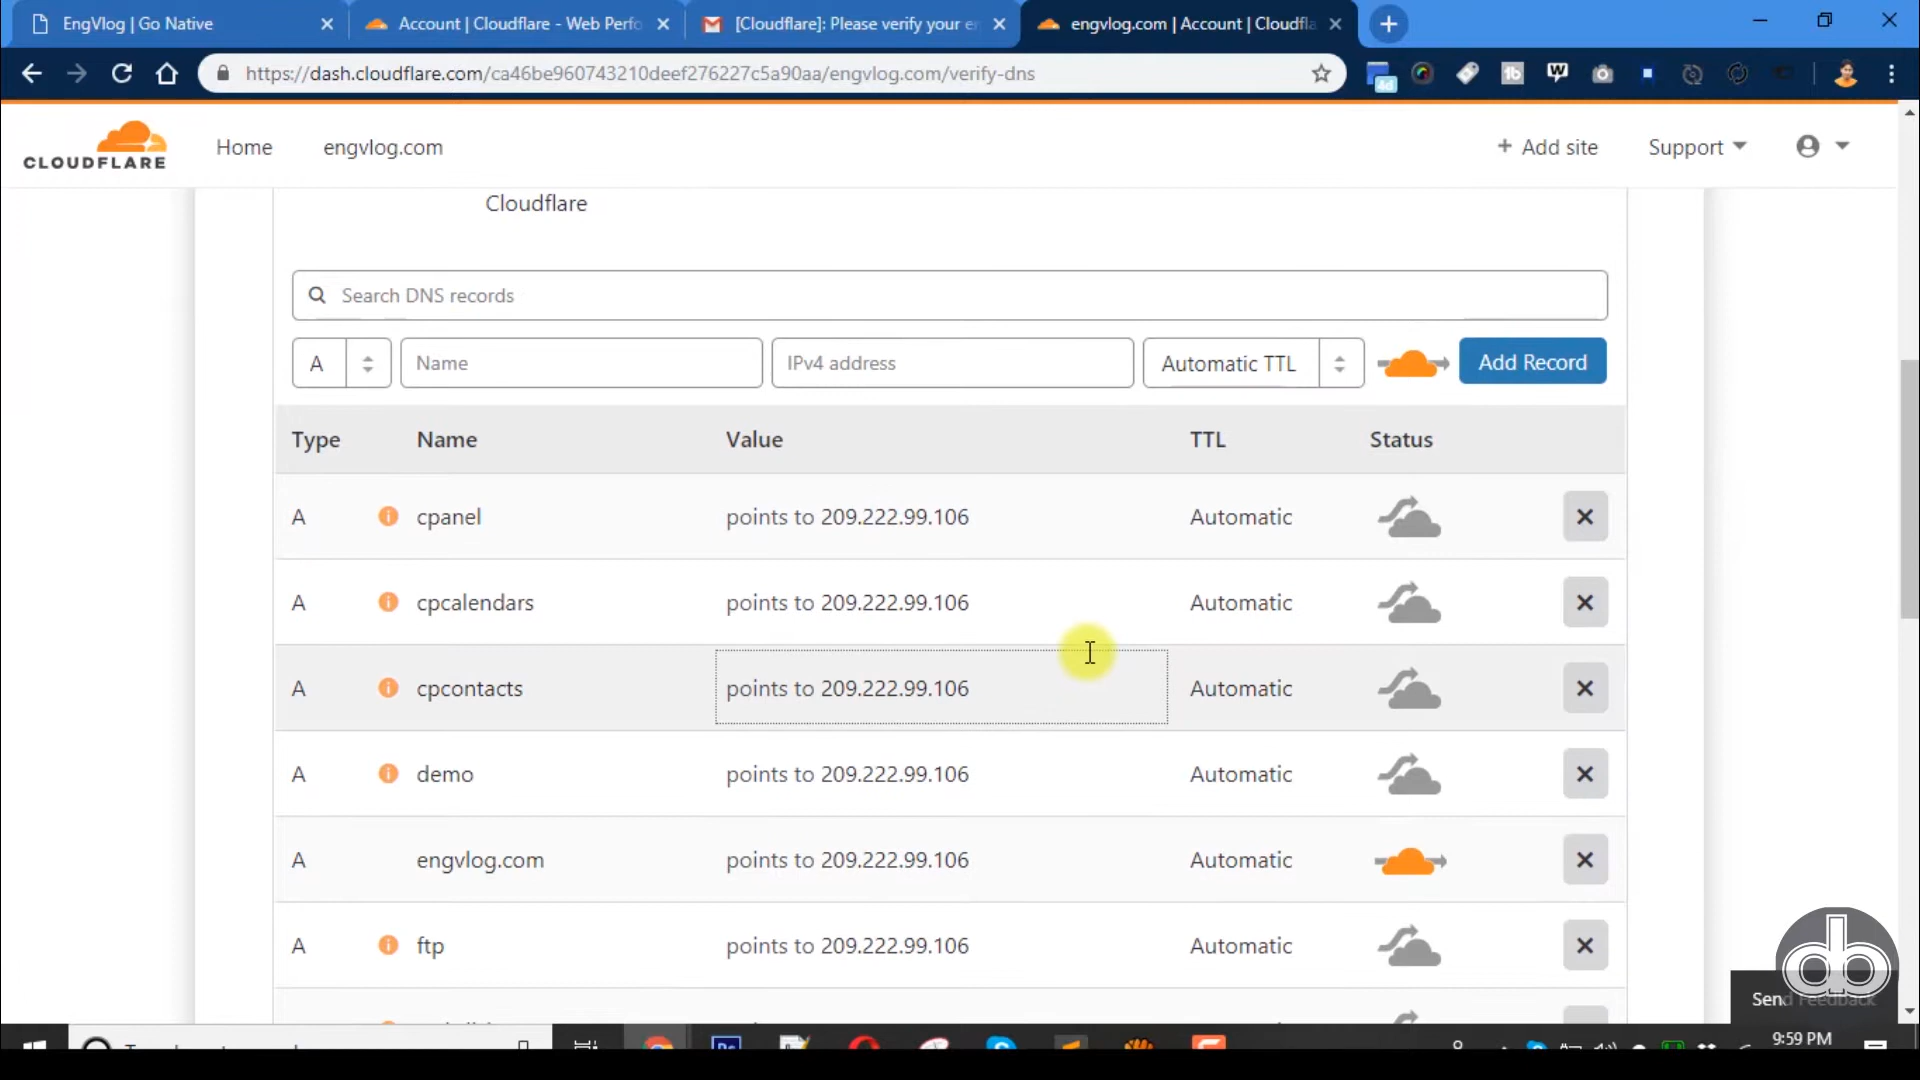 EngVlog | Go Native
Account | Cloudflare - Web Perfo
[Cloudflare]: Please verify your e
engvlog.com | Account | Cloudfla
https://dash.cloudflare.com/ca46be960743210deef276227c5a90aa/engvlog.com/verify-dns
CLOUDFLARE
Home
engvlog.com
+ Add site
Support
Cloudflare
Search DNS records
A
Name
IPv4 address
Automatic TTL
Add Record
Type Name Value TTL Status
A cpanel points to 209.222.99.106 Automatic
A cpcalendars points to 209.222.99.106 Automatic
A cpcontacts points to 209.222.99.106 Automatic
A demo points to 209.222.99.106 Automatic
A engvlog.com points to 209.222.99.106 Automatic
A ftp points to 209.222.99.106 Automatic
Send Feedback
9:59 PM